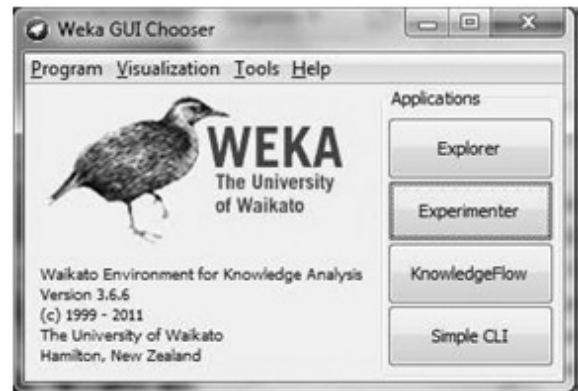 Weka GUI Chooser
Program Visualization Tools Help
WEKA
The University
of Waikato
Waikato Environment for Knowledge Analysis
Version 3.6.6
(c) 1999 - 2011
The University of Waikato
Hamilton, New Zealand
Applications
Explorer
Experimenter
KnowledgeFlow
Simple CLI